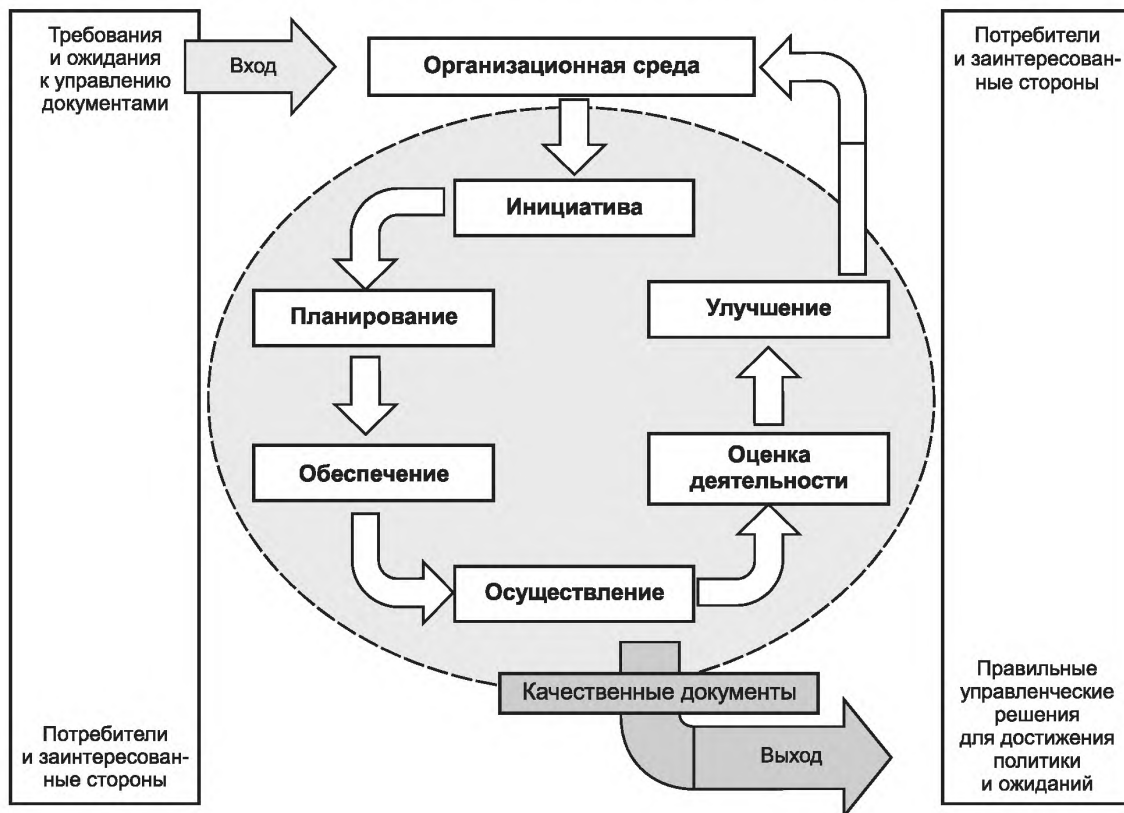 Требования
и ожидания
к управлению
документами
Вход
Организационная среда
Потребители
и заинтересован-
ные стороны
Инициатива
Планирование
Улучшение
Обеспечение
Оценка
деятельности
Осуществление
Качественные документы
Выход
Потребители
и заинтересован-
ные стороны
Правильные
управленческие
решения
для достижения
политики
и ожиданий